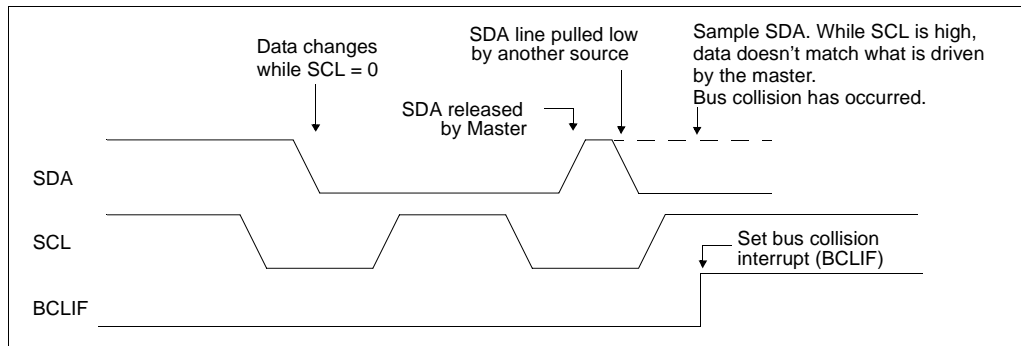 Data changes
while SCL = 0
SDA line pulled low
by another source
Sample SDA. While SCL is high,
data doesn't match what is driven
by the master.
Bus collision has occurred.
SDA released
by Master
SDA
SCL
Set bus collision
interrupt (BCLIF)
BCLIF